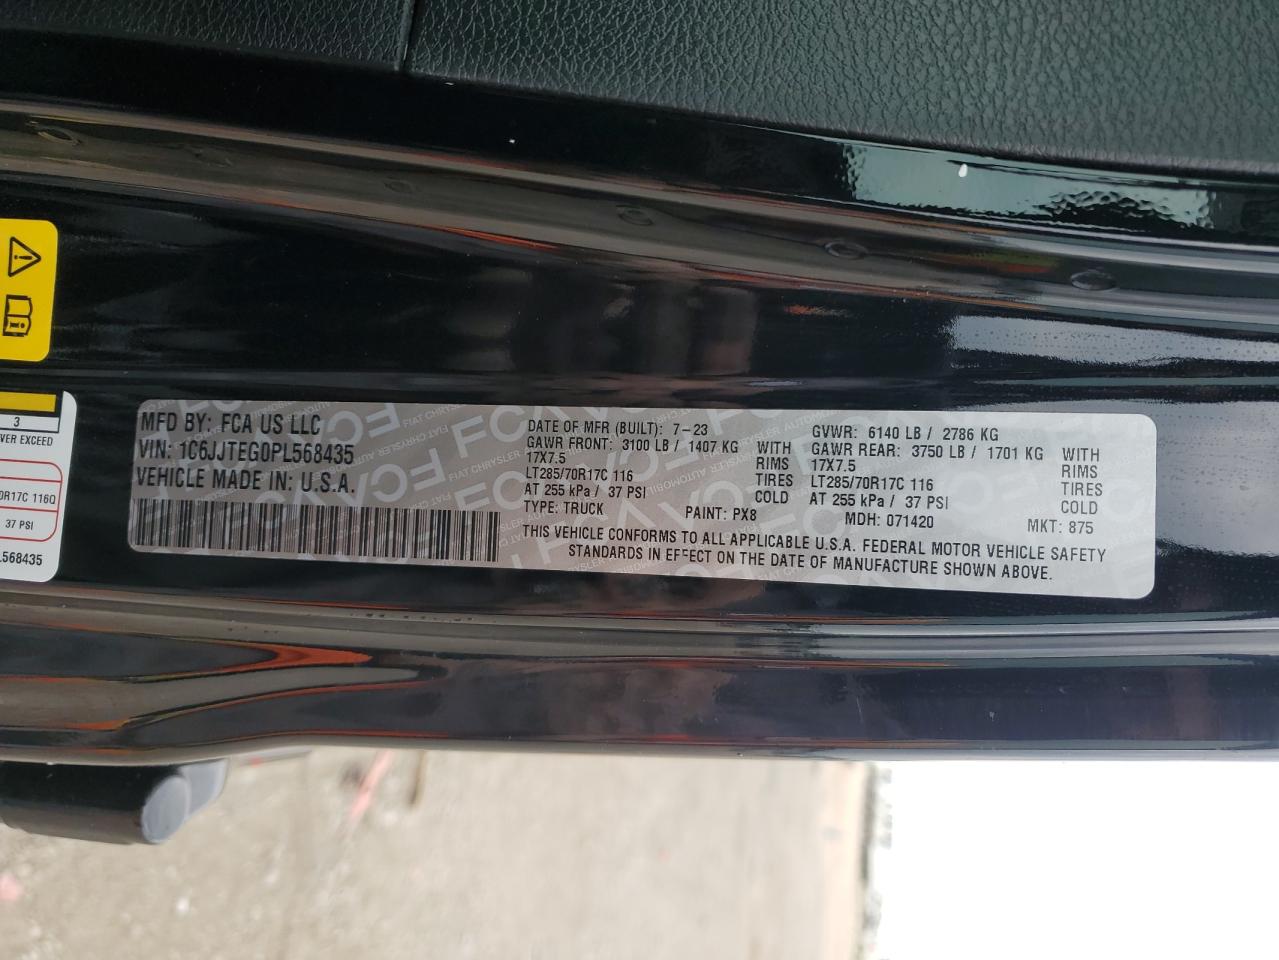 3
VER EXCEED
0R17C 116Q
37 PSI
L568435
MFD BY: FCA US LLC
VIN: 1C6JJTEG0PL568435
VEHICLE MADE IN: U.S.A.
DATE OF MFR (BUILT): 7-23
GAWR FRONT: 3100 LB / 1407 KG WITH
17X7.5 RIMS
LT285/70R17C 116 TIRES
AT 255 kPa / 37 PSI COLD
TYPE: TRUCK PAINT: PX8
GVWR: 6140 LB / 2786 KG
GAWR REAR: 3750 LB / 1701 KG WITH
17X7.5 RIMS
LT285/70R17C 116 TIRES
AT 255 kPa / 37 PSI COLD
MDH: 071420 MKT: 875
THIS VEHICLE CONFORMS TO ALL APPLICABLE U.S.A. FEDERAL MOTOR VEHICLE SAFETY
STANDARDS IN EFFECT ON THE DATE OF MANUFACTURE SHOWN ABOVE.